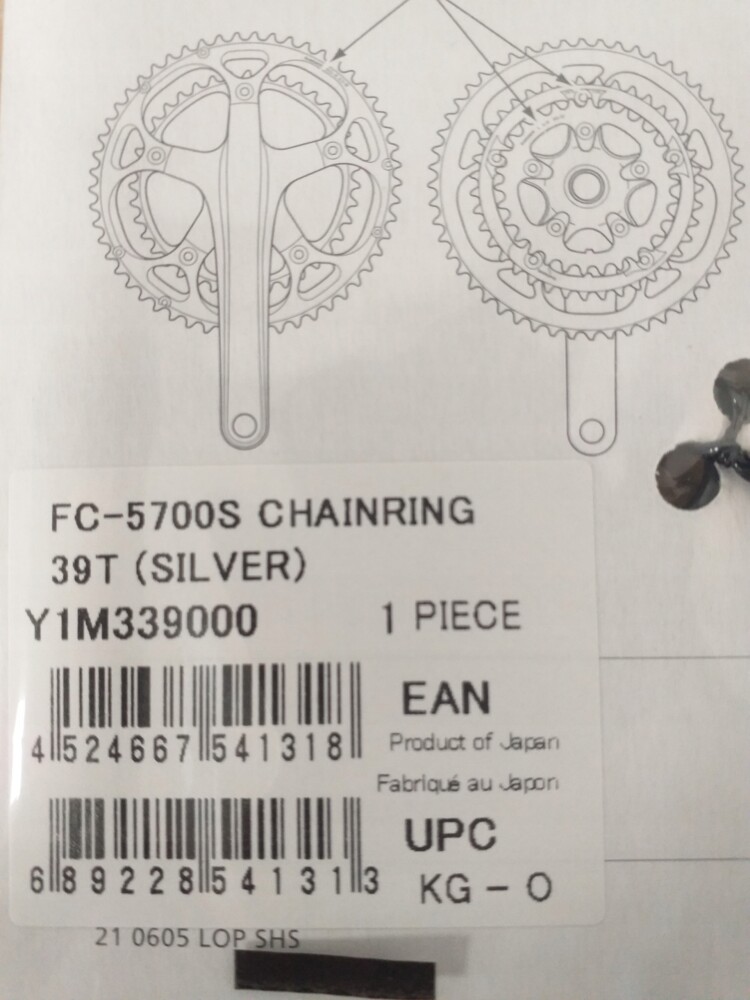 FC-5700S CHAINRING
39T (SILVER)
Y1M339000 1 PIECE
EAN
4 524667 541318
Product of Japan
Fabriqué au Japon
UPC
6 89228 54131 3
KG - O
21 0605 LOP SHS